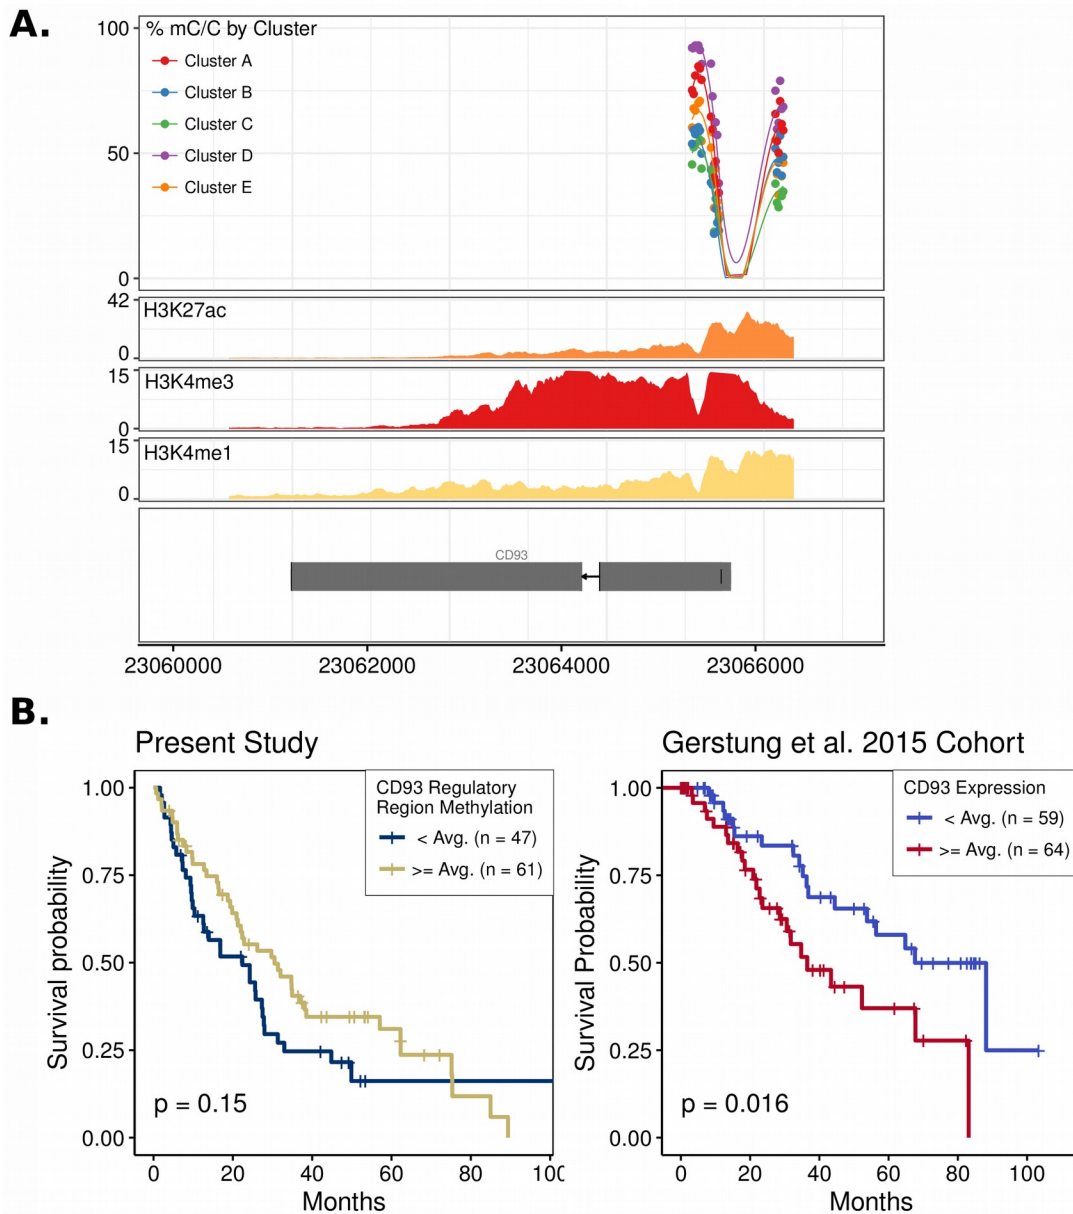 A.
% mC/C by Cluster
100
50
0
Cluster A
Cluster B
Cluster C
Cluster D
Cluster E
42
H3K27ac
0
15
H3K4me3
0
15
H3K4me1
0
CD93
23060000 23062000 23064000 23066000
B.
Present Study
Survival probability
1.00
0.75
0.50
0.25
0.00
CD93 Regulatory
Region Methylation
< Avg. (n = 47)
>= Avg. (n = 61)
p = 0.15
0 20 40 60 80 100
Months
Gerstung et al. 2015 Cohort
Survival Probability
1.00
0.75
0.50
0.25
0.00
CD93 Expression
< Avg. (n = 59)
>= Avg. (n = 64)
p = 0.016
0 20 40 60 80 100
Months